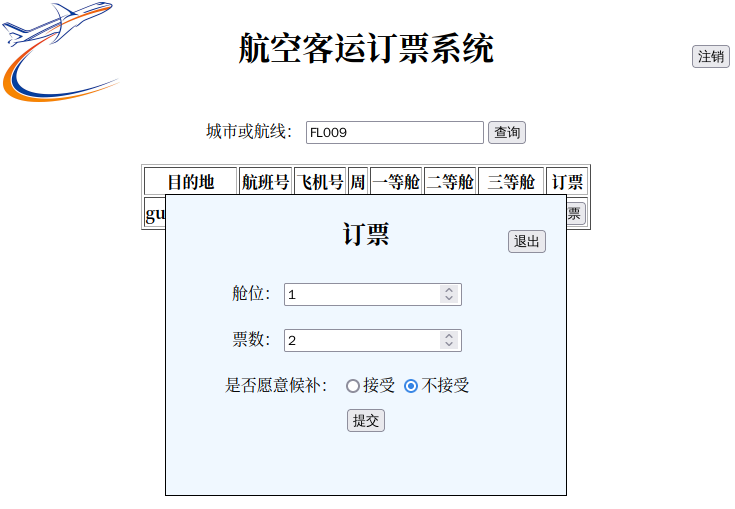 航空客运订票系统
注销
城市或航线： FL009 查询
目的地 航班号 飞机号 周 一等舱 二等舱 三等舱 订票
gu 票
订票
退出
舱位： 1
票数： 2
是否愿意候补： 接受 不接受
提交